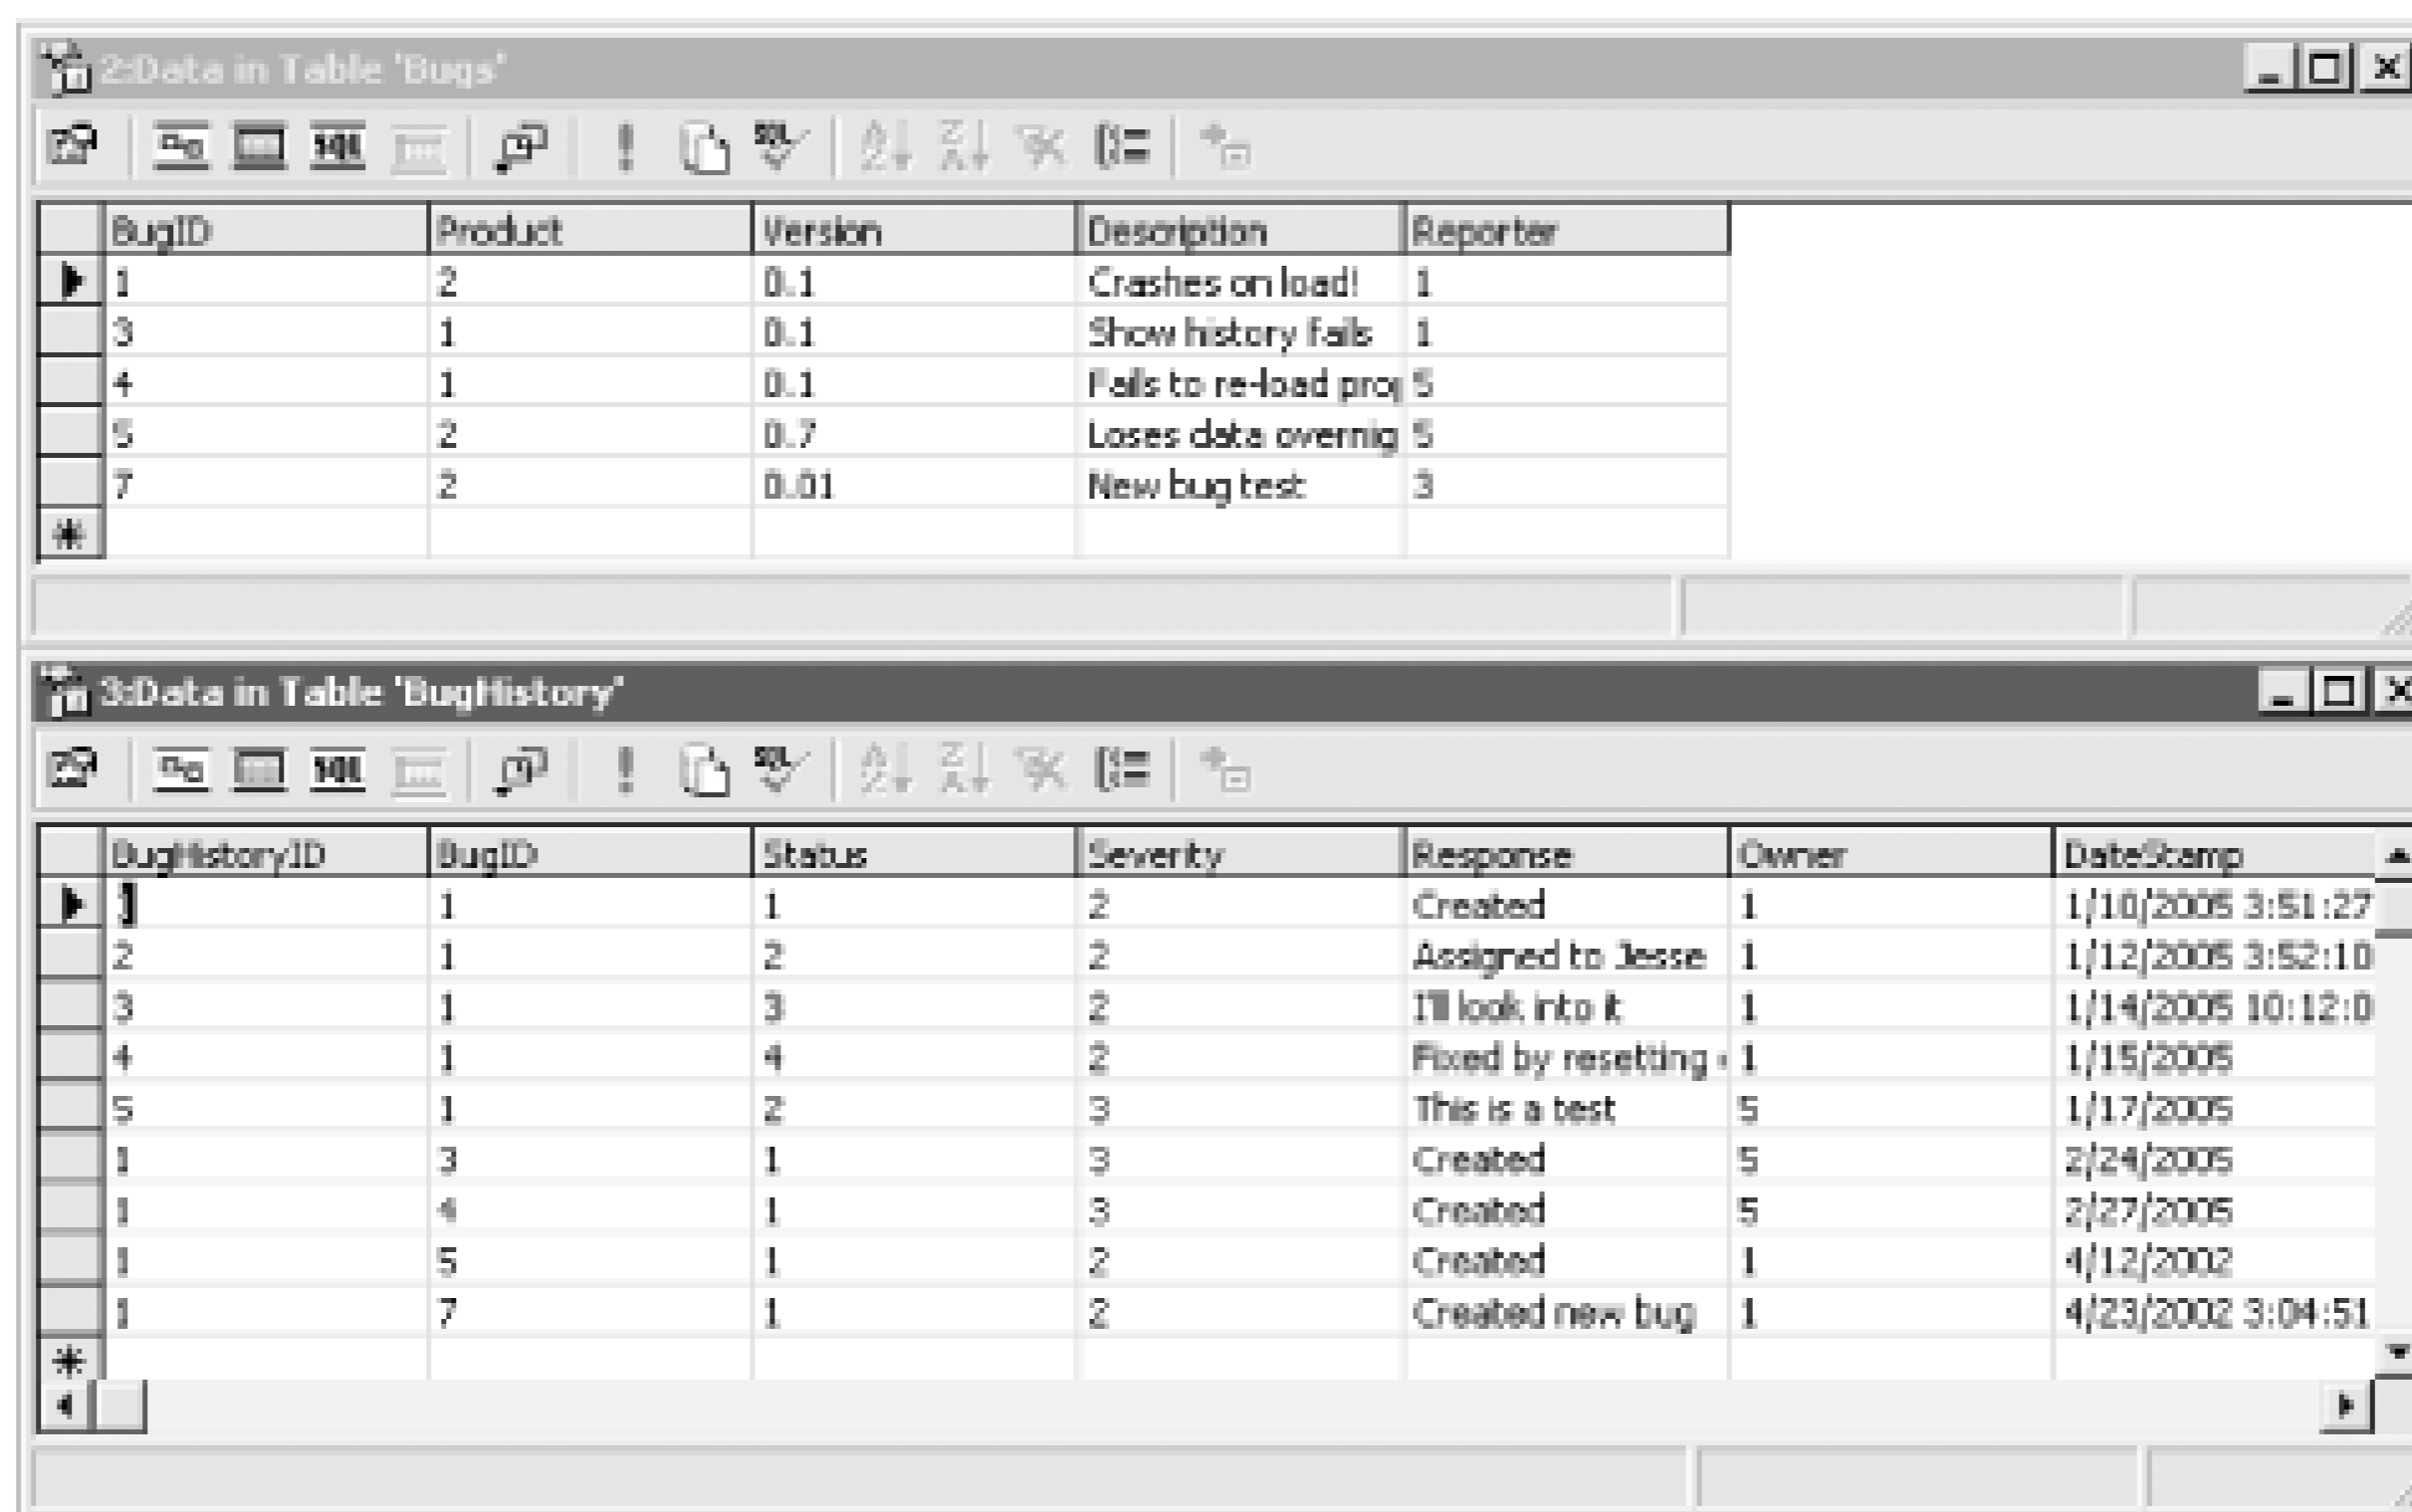 2:Data in Table 'Bugs'
SQL SQL
BugID Product Version Description Reporter
1 2 0.1 Crashes on load! 1
3 1 0.1 Show history fails 1
4 1 0.1 Fails to re-load prop 5
5 2 0.7 Loses data overnig 5
7 2 0.01 New bug test 3
3:Data in Table 'BugHistory'
SQL SQL
BugHistoryID BugID Status Severity Response Owner DateStamp
1 1 1 2 Created 1 1/10/2005 3:51:27
2 1 2 2 Assigned to Jesse 1 1/12/2005 3:52:10
3 1 3 2 I'll look into it 1 1/14/2005 10:12:0
4 1 4 2 Fixed by resetting 1 1/15/2005
5 1 2 3 This is a test 5 1/17/2005
1 3 1 3 Created 5 2/24/2005
1 4 1 3 Created 5 2/27/2005
1 5 1 2 Created 1 4/12/2002
1 7 1 2 Created new bug 1 4/23/2002 3:04:51